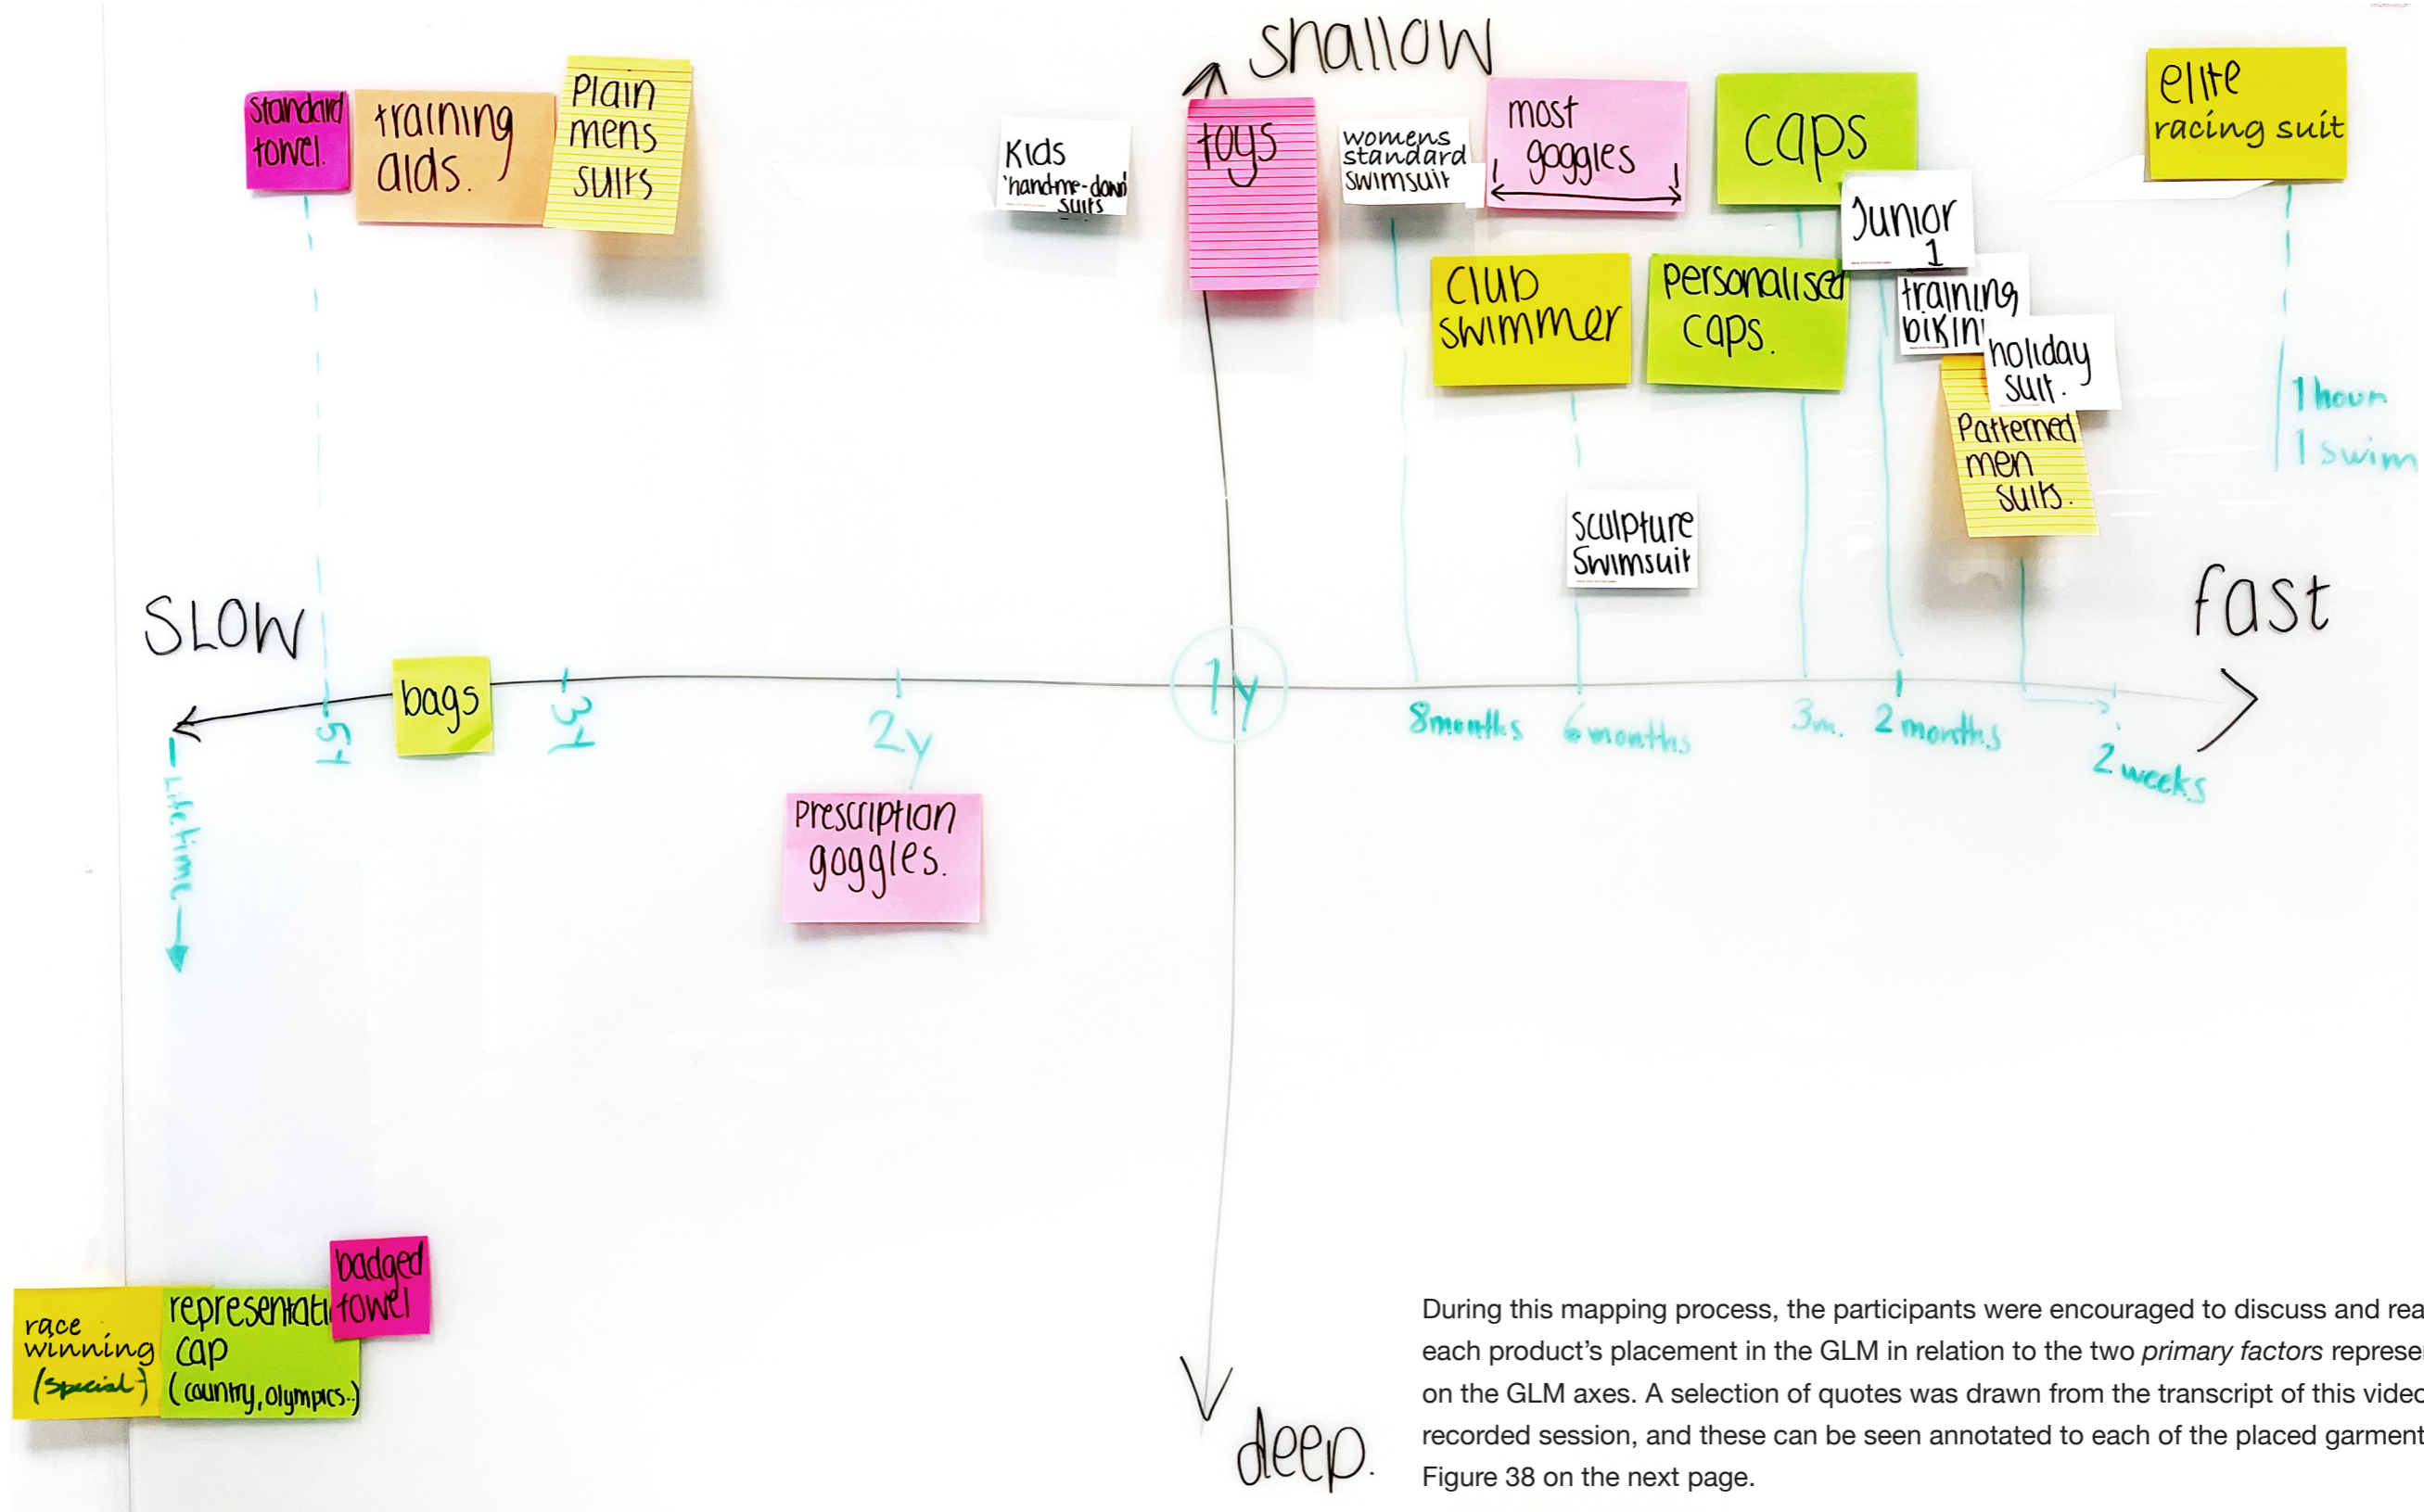 shallow
standard
towel.
training
aids.
Plain
mens
suits
Kids
'hand-me-down'
suits
toys
womens
standard
swimsuit
most
goggles
caps
elite
racing suit
Junior
1
club
swimmer
personalised
caps.
training
bikini
holiday
suit.
Patterned
men
suits.
1 hour
1 swim
sculpture
Swimsuit
SLOW
fast
bags
5y
3y
2y
1y
8months
6 months
3m.
2 months
2 weeks
Lifetime
prescription
goggles.
badged
towel
race
winning
(special)
representati
cap
(country, olympics..)
deep.
During this mapping process, the participants were encouraged to discuss and rea
each product's placement in the GLM in relation to the two primary factors represe
on the GLM axes. A selection of quotes was drawn from the transcript of this video
recorded session, and these can be seen annotated to each of the placed garment
Figure 38 on the next page.